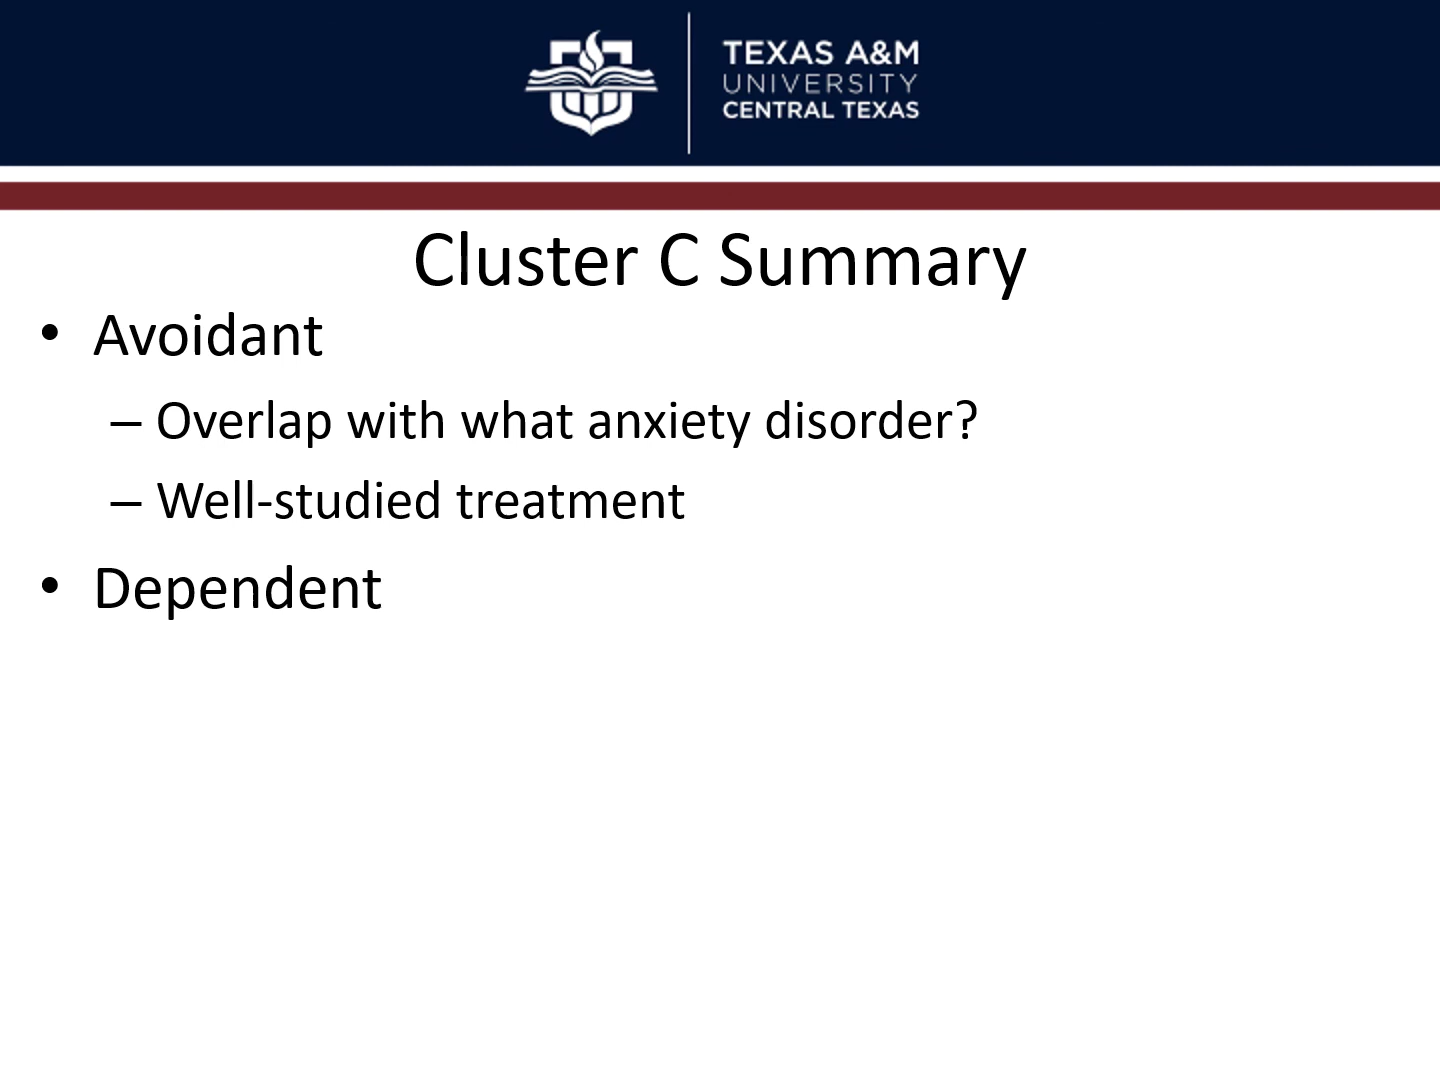 TEXAS A&M
UNIVERSITY
CENTRAL TEXAS
Cluster C Summary
• Avoidant
– Overlap with what anxiety disorder?
– Well-studied treatment
• Dependent